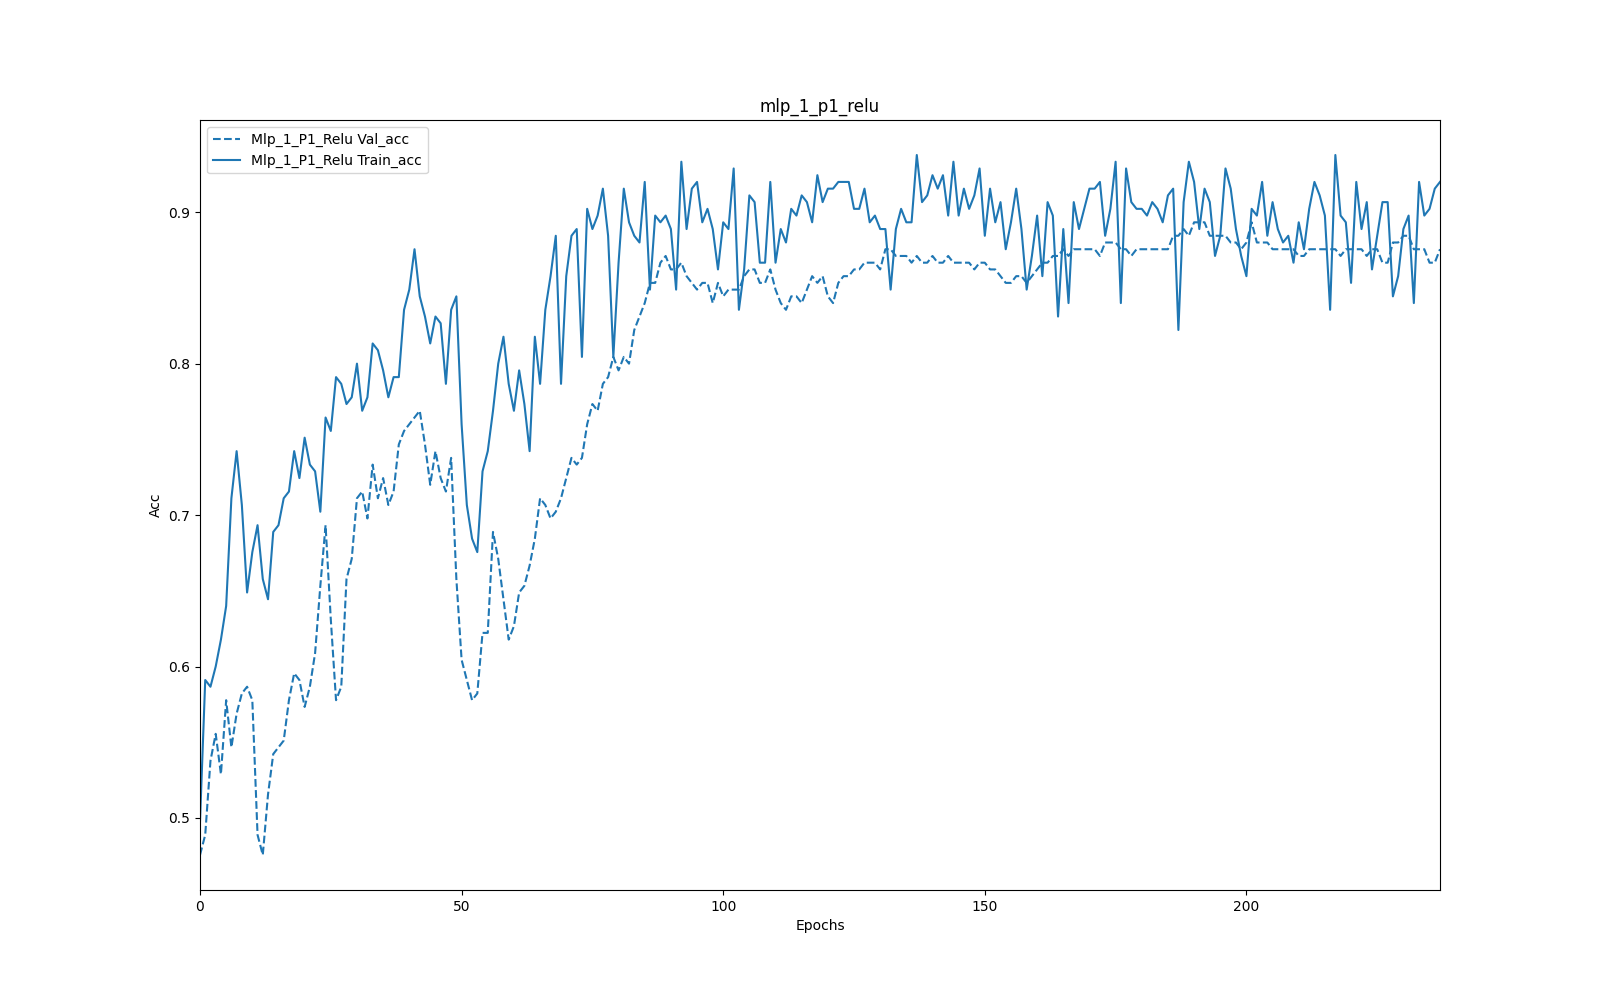 mlp_1_p1_relu
Mlp_1_P1_Relu Val_acc
Mlp_1_P1_Relu Train_acc
0.9
0.8
0.7
0.6
0.5
Acc
0 50 100 150 200
Epochs